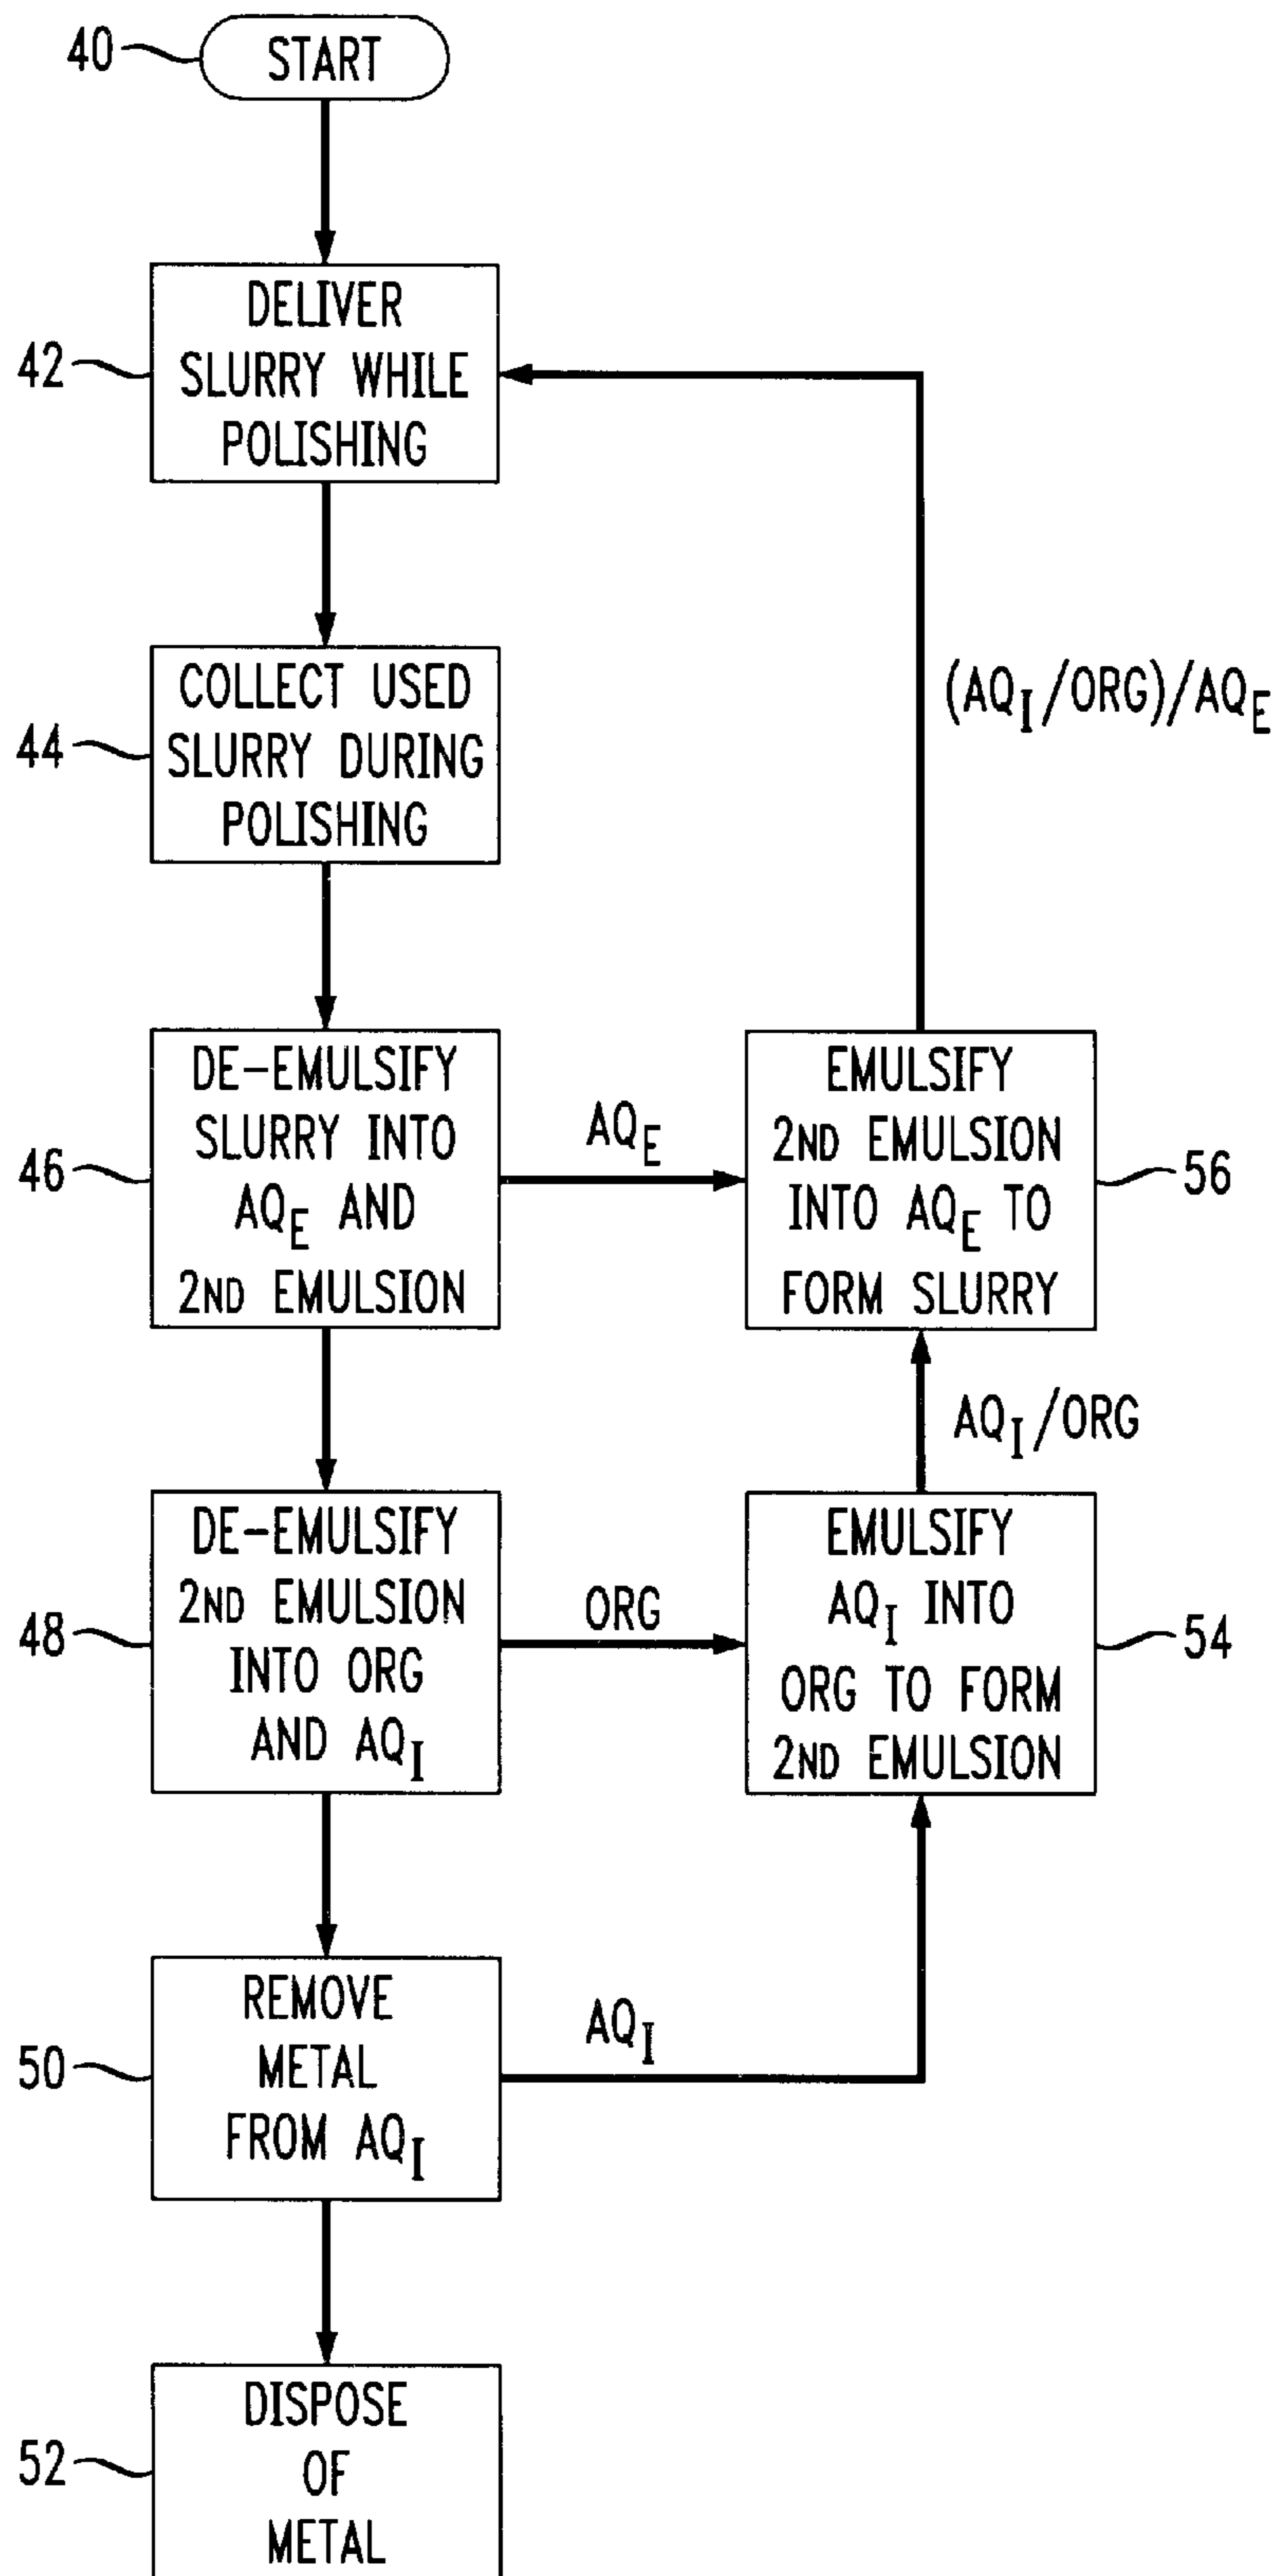 40
START
42
DELIVER
SLURRY WHILE
POLISHING
44
COLLECT USED
SLURRY DURING
POLISHING
(AQI/ORG)/AQE
46
DE-EMULSIFY
SLURRY INTO
AQE AND
2ND EMULSION
AQE
EMULSIFY
2ND EMULSION
INTO AQE TO
FORM SLURRY
56
AQI/ORG
48
DE-EMULSIFY
2ND EMULSION
INTO ORG
AND AQI
ORG
EMULSIFY
AQI INTO
ORG TO FORM
2ND EMULSION
54
50
REMOVE
METAL
FROM AQI
AQI
52
DISPOSE
OF
METAL